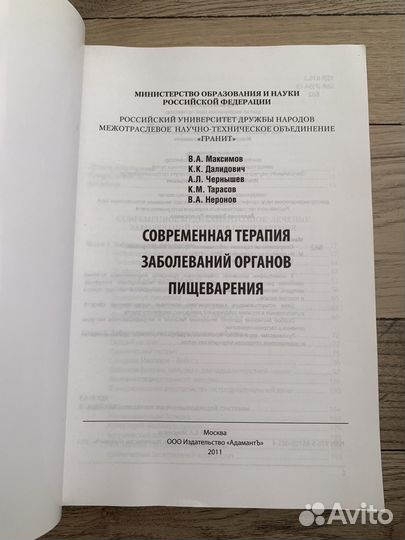 МИНИСТЕРСТВО ОБРАЗОВАНИЯ И НАУКИ
РОССИЙСКОЙ ФЕДЕРАЦИИ
РОССИЙСКИЙ УНИВЕРСИТЕТ ДРУЖБЫ НАРОДОВ
МЕЖОТРАСЛЕВОЕ НАУЧНО-ТЕХНИЧЕСКОЕ ОБЪЕДИНЕНИЕ
«ГРАНИТ»
В.А. Максимов
К.К. Далидович
А.Л. Чернышев
К.М. Тарасов
В.А. Неронов
СОВРЕМЕННАЯ ТЕРАПИЯ
ЗАБОЛЕВАНИЙ ОРГАНОВ
ПИЩЕВАРЕНИЯ
Москва
ООО Издательство «АдамантЪ»
2011
Avito